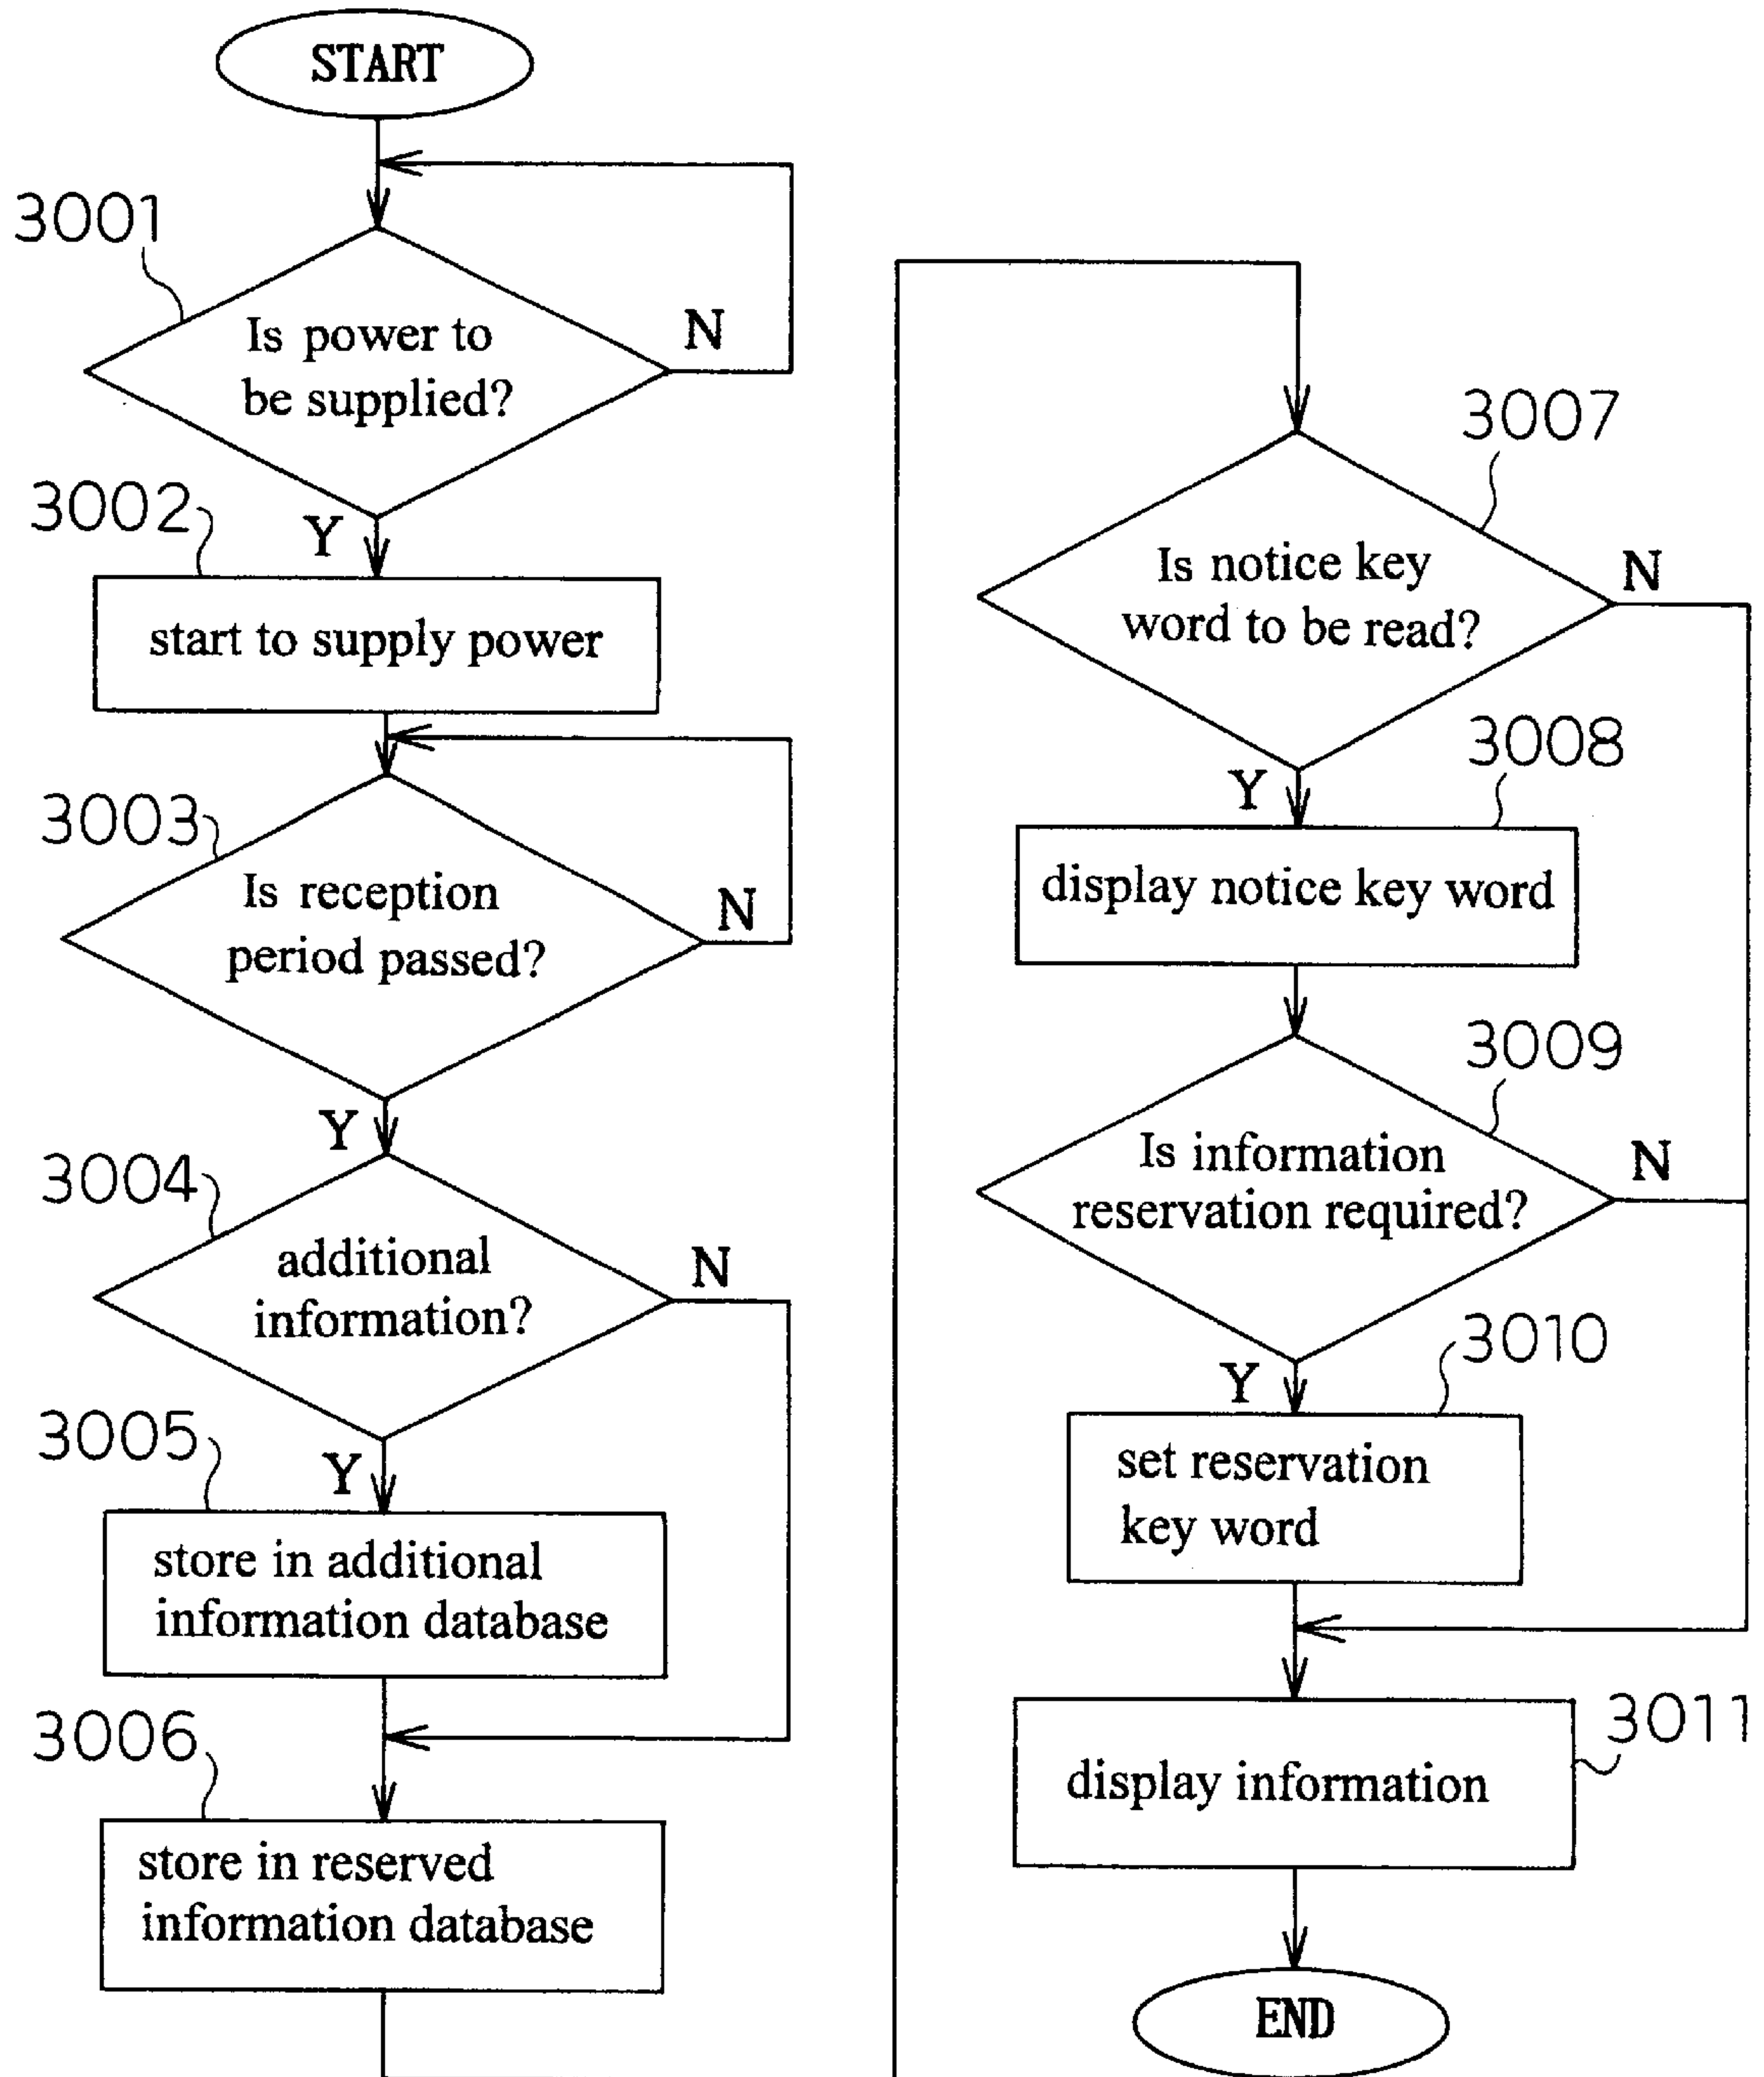 START
3001
Is power to
be supplied?
N
Y
3002
start to supply power
3003
Is reception
period passed?
N
Y
3004
additional
information?
N
Y
3005
store in additional
information database
3006
store in reserved
information database
3007
Is notice key
word to be read?
N
Y
3008
display notice key word
3009
Is information
reservation required?
N
Y
3010
set reservation
key word
3011
display information
END